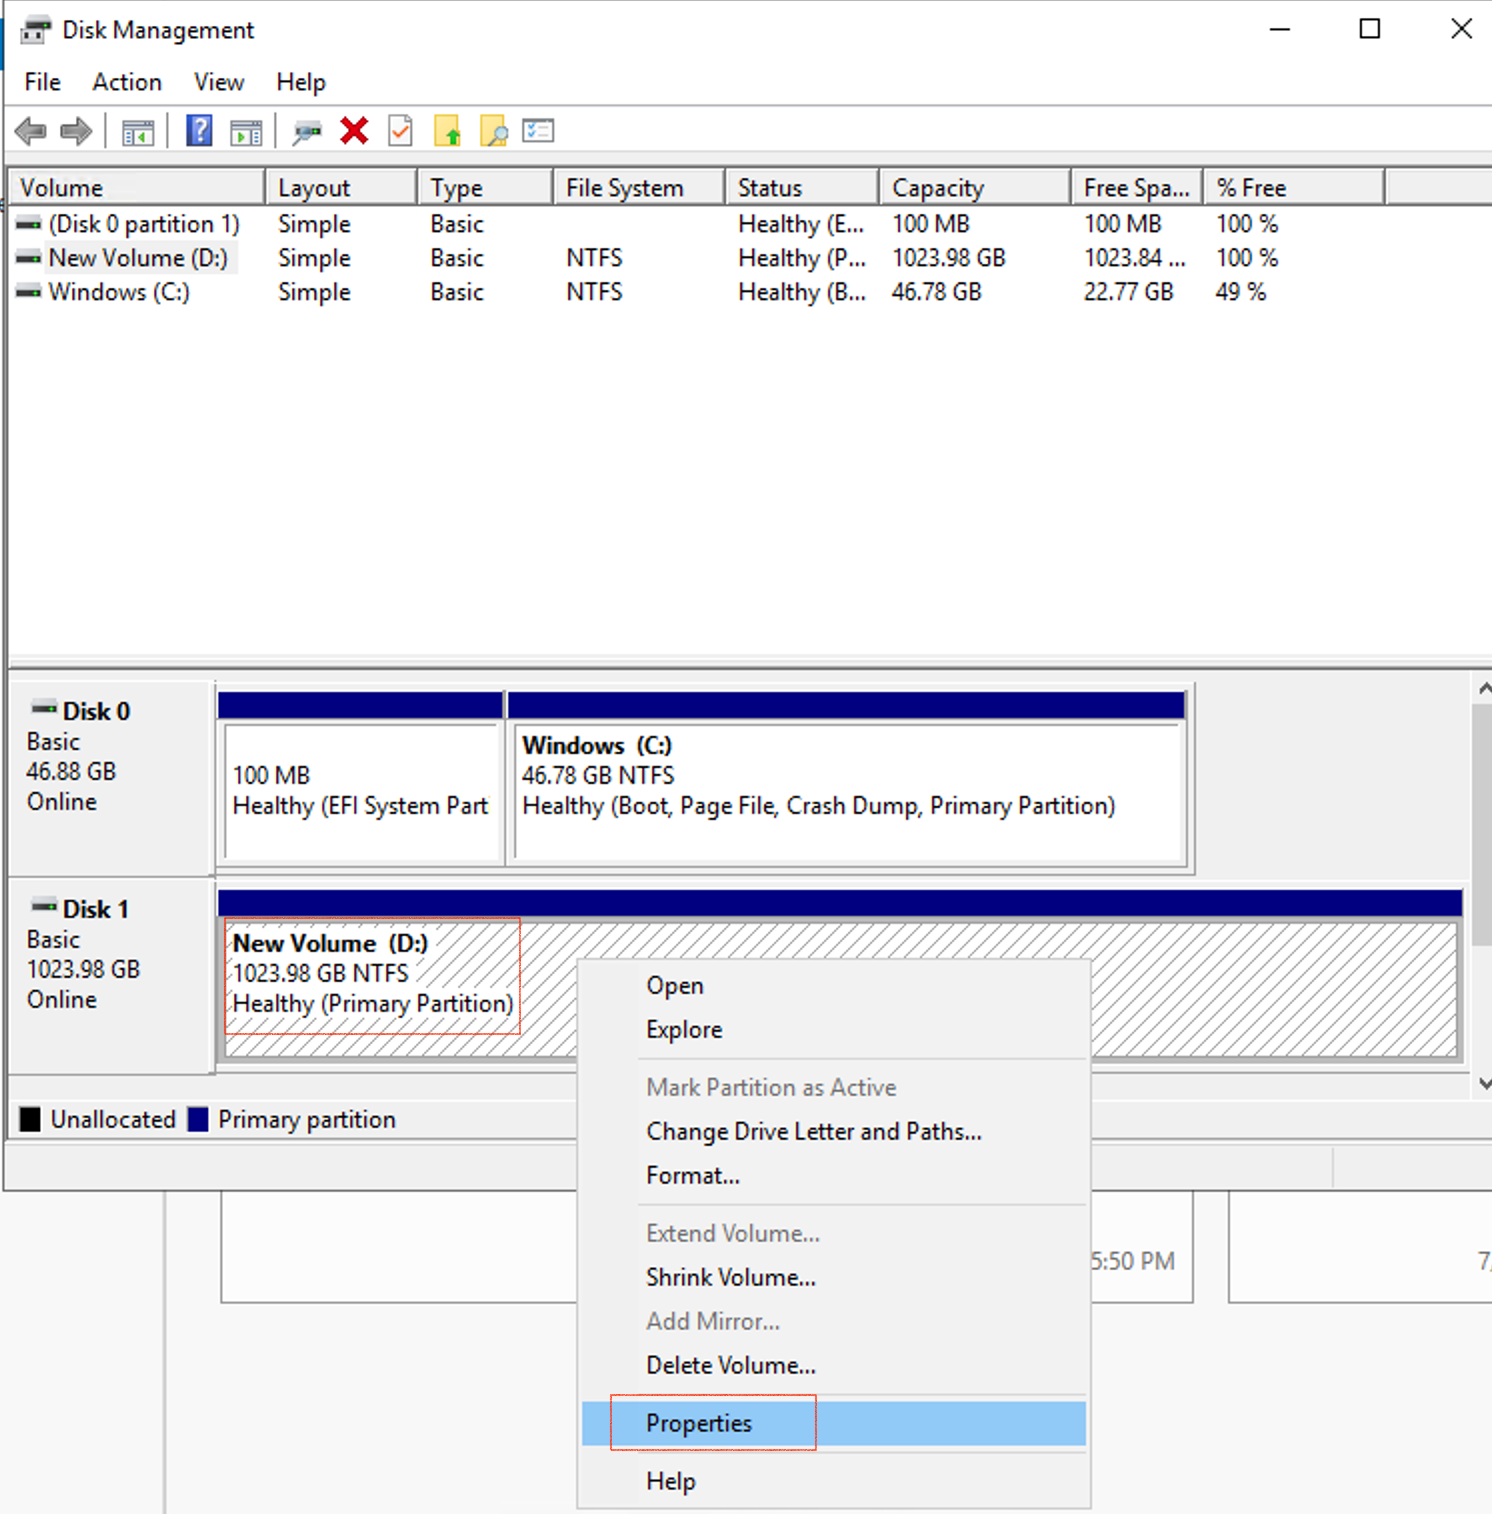 Disk Management
File Action View Help
Volume Layout Type File System Status Capacity Free Spa... % Free
(Disk 0 partition 1) Simple Basic Healthy (E... 100 MB 100 MB 100 %
New Volume (D:) Simple Basic NTFS Healthy (P... 1023.98 GB 1023.84 ... 100 %
Windows (C:) Simple Basic NTFS Healthy (B... 46.78 GB 22.77 GB 49 %
Disk 0
Basic
46.88 GB
Online
100 MB
Healthy (EFI System Part
Windows (C:)
46.78 GB NTFS
Healthy (Boot, Page File, Crash Dump, Primary Partition)
Disk 1
Basic
1023.98 GB
Online
New Volume (D:)
1023.98 GB NTFS
Healthy (Primary Partition)
Unallocated Primary partition
Open
Explore
Mark Partition as Active
Change Drive Letter and Paths...
Format...
Extend Volume...
Shrink Volume...
Add Mirror...
Delete Volume...
Properties
Help
5:50 PM
7/